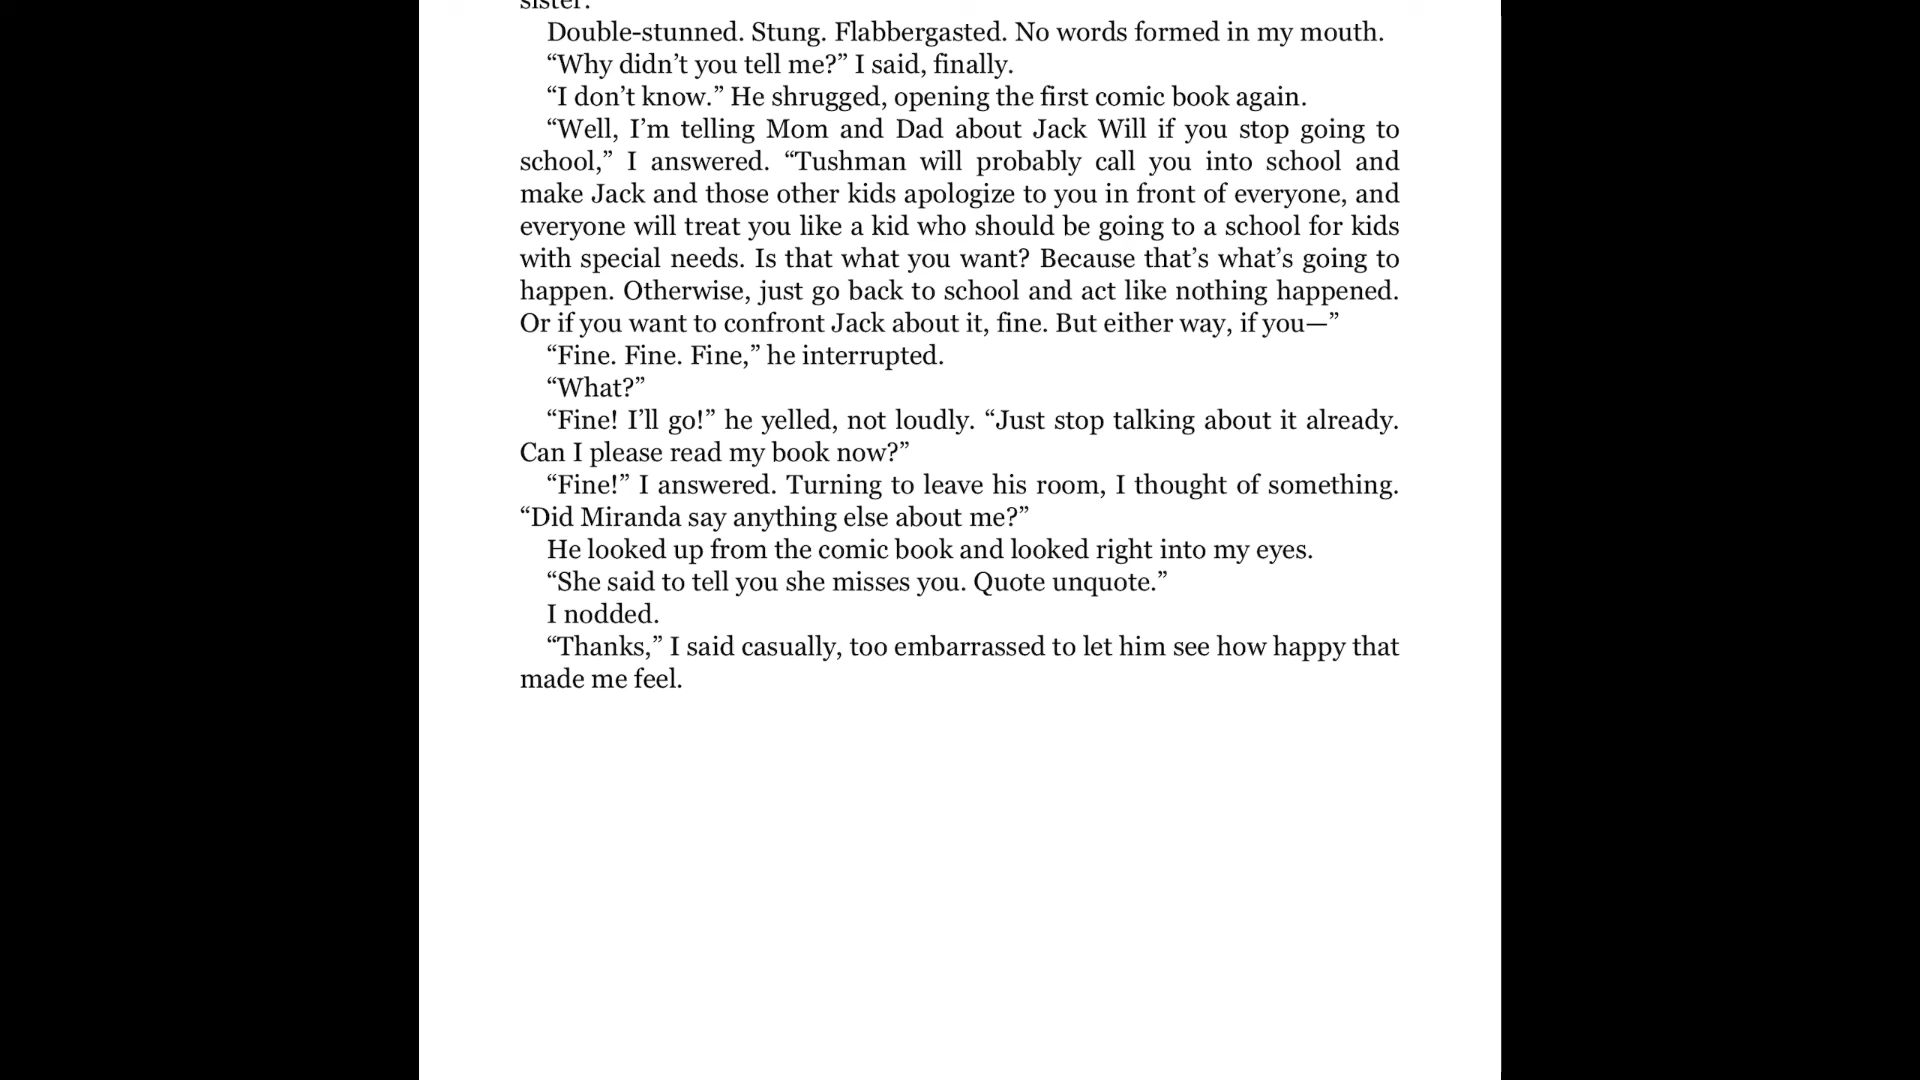 sister.
Double-stunned. Stung. Flabbergasted. No words formed in my mouth.
“Why didn’t you tell me?” I said, finally.
“I don’t know.” He shrugged, opening the first comic book again.
“Well, I’m telling Mom and Dad about Jack Will if you stop going to
school,” I answered. “Tushman will probably call you into school and
make Jack and those other kids apologize to you in front of everyone, and
everyone will treat you like a kid who should be going to a school for kids
with special needs. Is that what you want? Because that’s what’s going to
happen. Otherwise, just go back to school and act like nothing happened.
Or if you want to confront Jack about it, fine. But either way, if you—”
“Fine. Fine. Fine,” he interrupted.
“What?”
“Fine! I’ll go!” he yelled, not loudly. “Just stop talking about it already.
Can I please read my book now?”
“Fine!” I answered. Turning to leave his room, I thought of something.
“Did Miranda say anything else about me?”
He looked up from the comic book and looked right into my eyes.
“She said to tell you she misses you. Quote unquote.”
I nodded.
“Thanks,” I said casually, too embarrassed to let him see how happy that
made me feel.